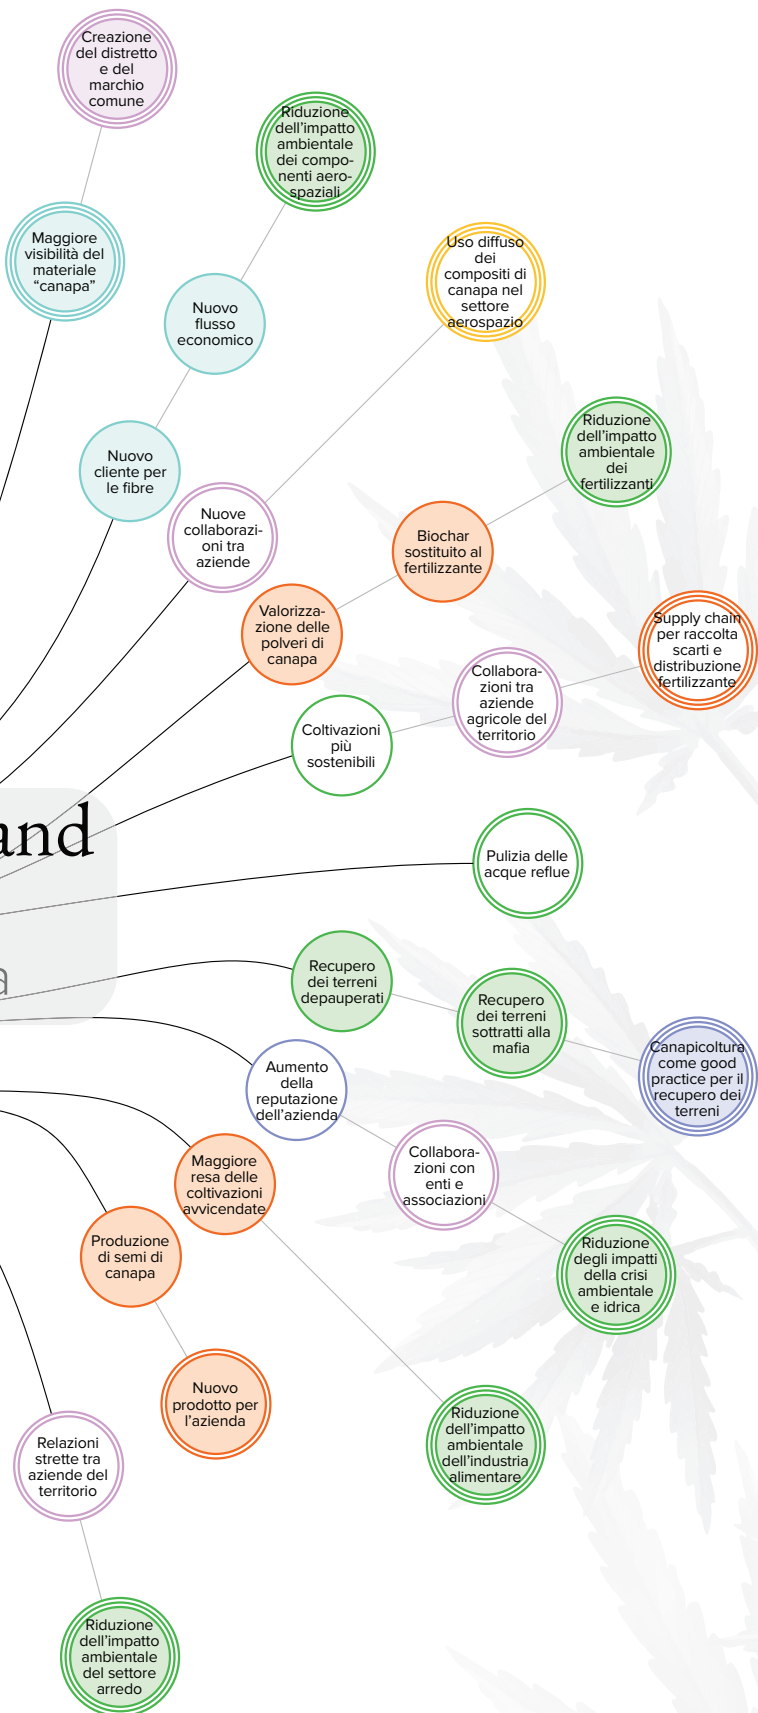 Creazione
del distretto
e del
marchio
comune
Riduzione
dell'impatto
ambientale
dei compo-
nenti aero-
spaziali
Maggiore
visibilità del
materiale
"canapa"
Uso diffuso
dei
compositi di
canapa nel
settore
aerospazio
Nuovo
flusso
economico
Riduzione
dell'impatto
ambientale
dei
fertilizzanti
Nuovo
cliente per
le fibre
Nuove
collaborazi-
oni tra
aziende
Biochar
sostituito al
fertilizzante
Valorizza-
zione delle
polveri di
canapa
Supply chain
per raccolta
scarti e
distribuzione
fertilizzante
Collabora-
zioni tra
aziende
agricole del
territorio
Coltivazioni
più
sostenibili
and
Pulizia delle
acque reflue
a
Recupero
dei terreni
depauperati
Recupero
dei terreni
sottratti alla
mafia
Canapicoltura
come good
practice per il
recupero dei
terreni
Aumento
della
reputazione
dell'azienda
Collabora-
zioni con
enti e
associazioni
Maggiore
resa delle
coltivazioni
avvicendate
Produzione
di semi di
canapa
Riduzione
degli impatti
della crisi
ambientale
e idrica
Nuovo
prodotto per
l'azienda
Riduzione
dell'impatto
ambientale
dell'industria
alimentare
Relazioni
strette tra
aziende del
territorio
Riduzione
dell'impatto
ambientale
del settore
arredo